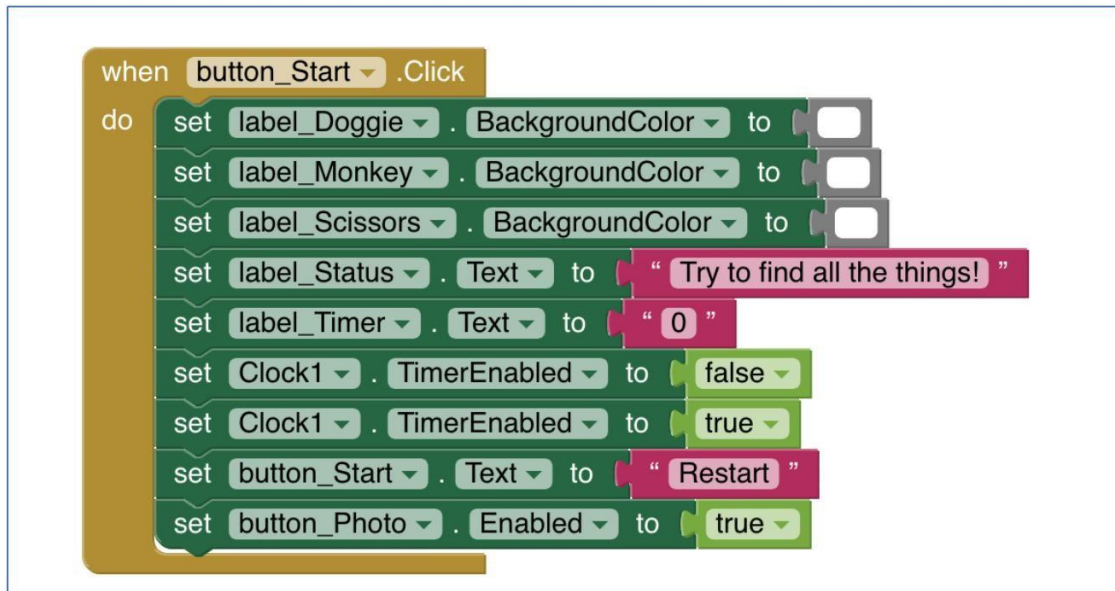 when button_Start .Click
do set label_Doggie . BackgroundColor to
set label_Monkey . BackgroundColor to
set label_Scissors . BackgroundColor to
set label_Status . Text to “ Try to find all the things! ”
set label_Timer . Text to “ 0 ”
set Clock1 . TimerEnabled to false
set Clock1 . TimerEnabled to true
set button_Start . Text to “ Restart ”
set button_Photo . Enabled to true